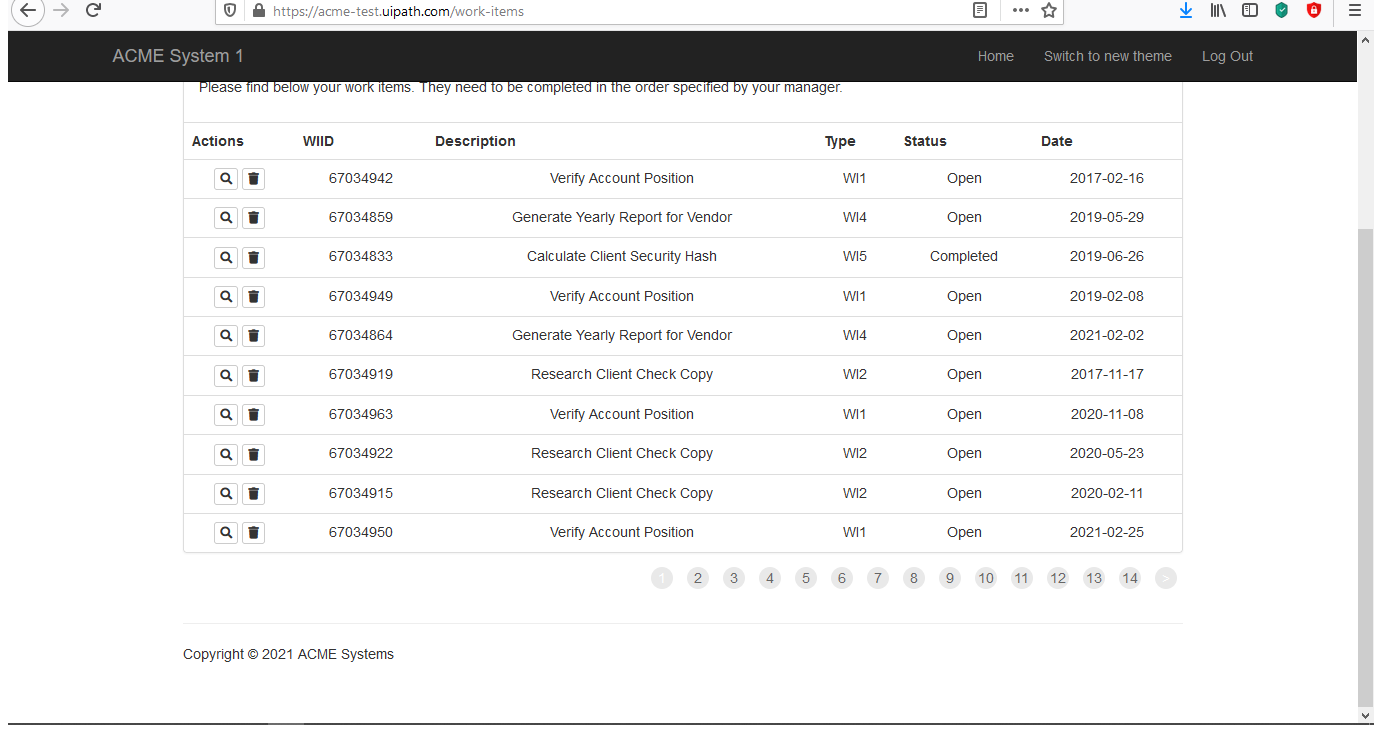 https://acme-test.uipath.com/work-items
ACME System 1 Home Switch to new theme Log Out
Please find below your work items. They need to be completed in the order specified by your manager.
Actions WIID Description Type Status Date
67034942 Verify Account Position WI1 Open 2017-02-16
67034859 Generate Yearly Report for Vendor WI4 Open 2019-05-29
67034833 Calculate Client Security Hash WI5 Completed 2019-06-26
67034949 Verify Account Position WI1 Open 2019-02-08
67034864 Generate Yearly Report for Vendor WI4 Open 2021-02-02
67034919 Research Client Check Copy WI2 Open 2017-11-17
67034963 Verify Account Position WI1 Open 2020-11-08
67034922 Research Client Check Copy WI2 Open 2020-05-23
67034915 Research Client Check Copy WI2 Open 2020-02-11
67034950 Verify Account Position WI1 Open 2021-02-25
1 2 3 4 5 6 7 8 9 10 11 12 13 14 >
Copyright © 2021 ACME Systems